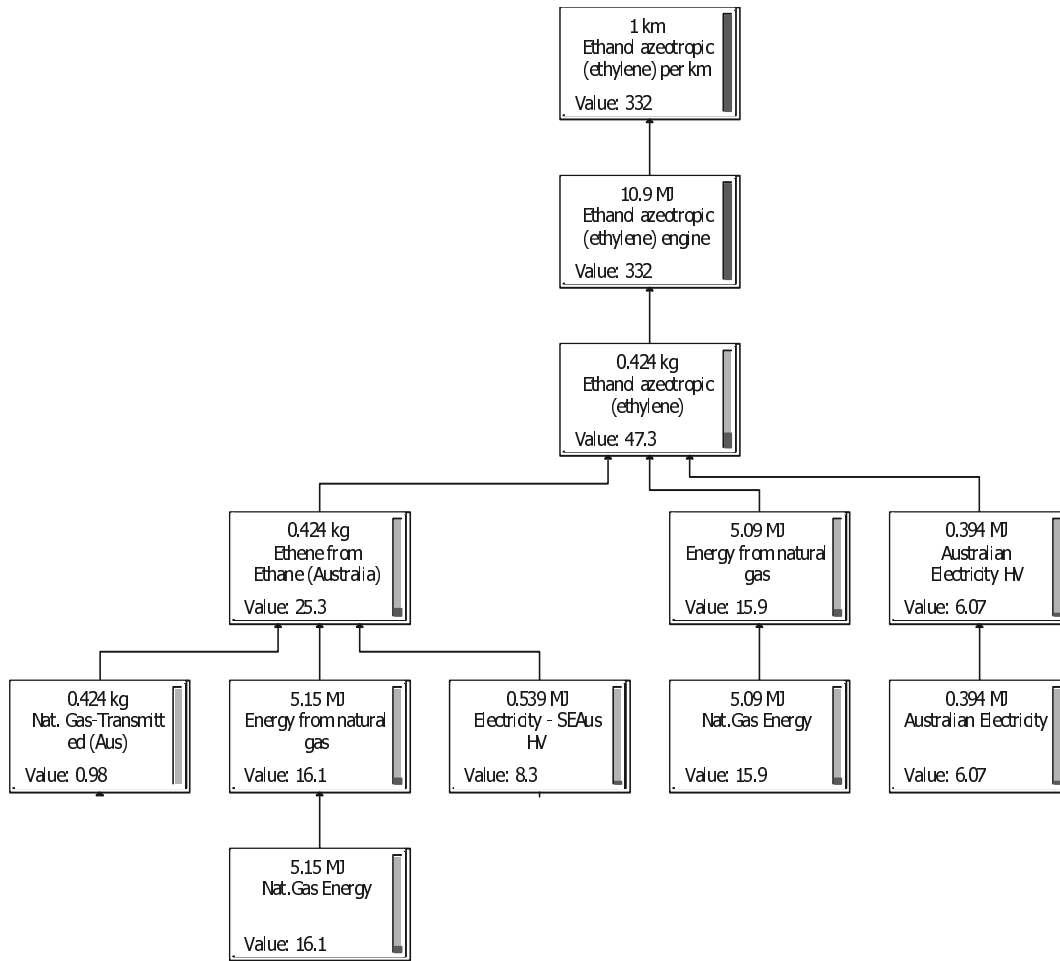 1 km
Ethanol azeotropic
(ethylene) per km
Value: 332
10.9 MJ
Ethanol azeotropic
(ethylene) engine
Value: 332
0.424 kg
Ethanol azeotropic
(ethylene)
Value: 47.3
0.424 kg
Ethene from
Ethane (Australia)
Value: 25.3
5.09 MJ
Energy from natural
gas
Value: 15.9
0.394 MJ
Australian
Electricity HV
Value: 6.07
0.424 kg
Nat. Gas-Transmitt
ed (Aus)
Value: 0.98
5.15 MJ
Energy from natural
gas
Value: 16.1
0.539 MJ
Electricity - SEAus
HV
Value: 8.3
5.09 MJ
Nat.Gas Energy
Value: 15.9
0.394 MJ
Australian Electricity
Value: 6.07
5.15 MJ
Nat.Gas Energy
Value: 16.1